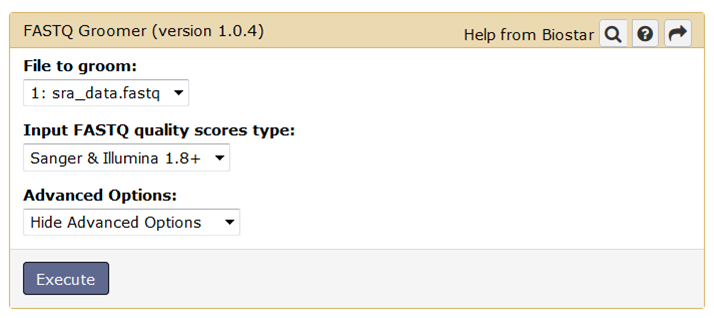 FASTQ Groomer (version 1.0.4) Help from Biostar
File to groom:
1: sra_data.fastq
Input FASTQ quality scores type:
Sanger & Illumina 1.8+
Advanced Options:
Hide Advanced Options
Execute